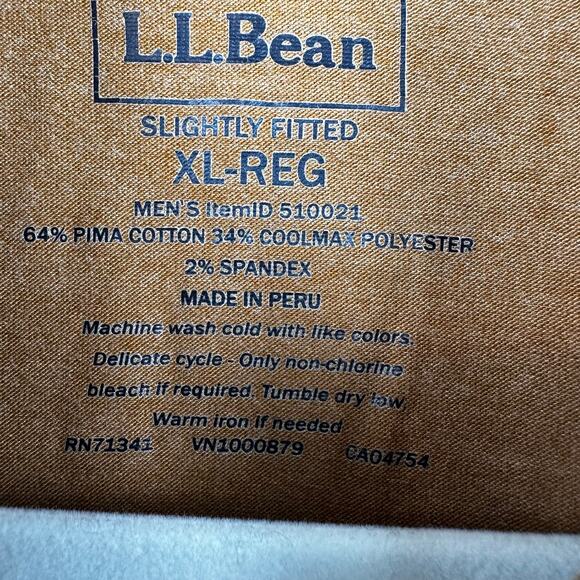 L.L.Bean
SLIGHTLY FITTED
XL-REG
MEN'S ItemID 510021
64% PIMA COTTON 34% COOLMAX POLYESTER
2% SPANDEX
MADE IN PERU
Machine wash cold with like colors.
Delicate cycle - Only non-chlorine
bleach if required. Tumble dry low.
Warm iron if needed
RN71341 VN1000879 CA04754